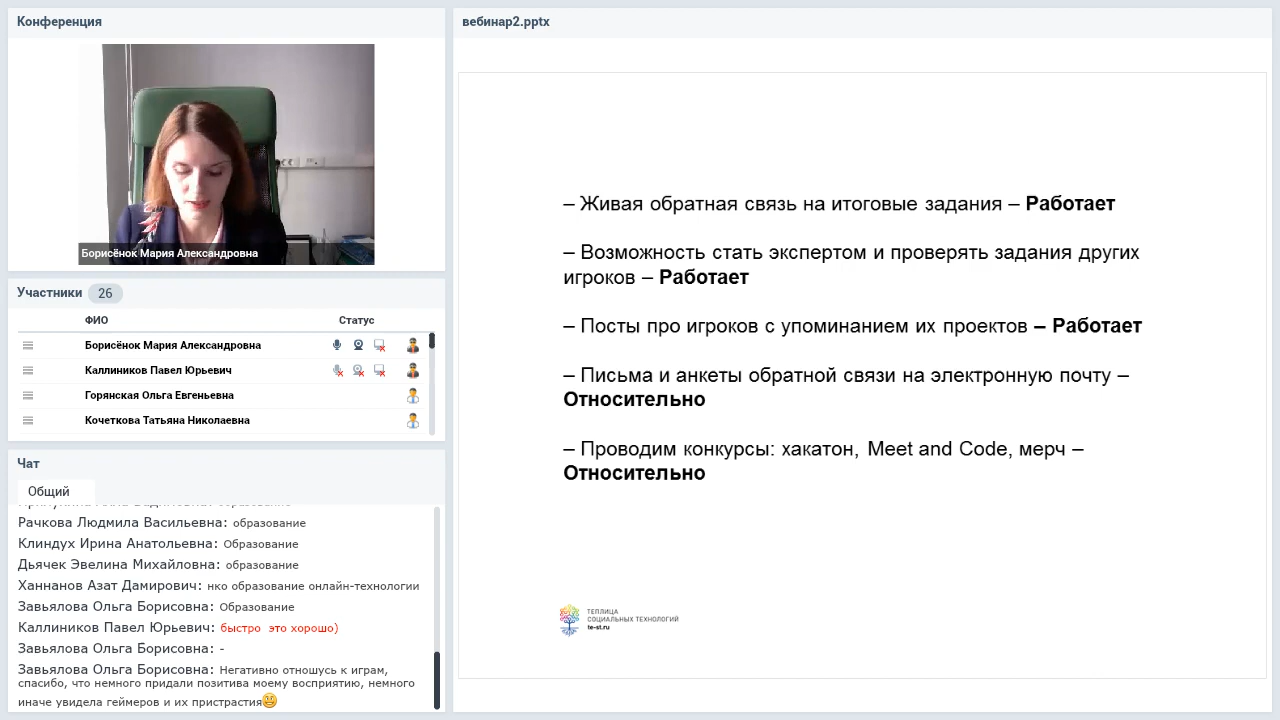 Конференция
Борисёнок Мария Александровна
Участники 26
ФИО Статус
Борисёнок Мария Александровна
Каллиников Павел Юрьевич
Горянская Ольга Евгеньевна
Кочеткова Татьяна Николаевна
Чат
Общий
Рачкова Людмила Васильевна: образование
Клиндух Ирина Анатольевна: Образование
Дьячек Эвелина Михайловна: образование
Ханнанов Азат Дамирович: нко образование онлайн-технологии
Завьялова Ольга Борисовна: Образование
Каллиников Павел Юрьевич: быстро это хорошо)
Завьялова Ольга Борисовна: -
Завьялова Ольга Борисовна: Негативно отношусь к играм,
спасибо, что немного придали позитива моему восприятию, немного
иначе увидела геймеров и их пристрастия
вебинар2.pptx
– Живая обратная связь на итоговые задания – Работает
– Возможность стать экспертом и проверять задания других
игроков – Работает
– Посты про игроков с упоминанием их проектов – Работает
– Письма и анкеты обратной связи на электронную почту –
Относительно
– Проводим конкурсы: хакатон, Meet and Code, мерч –
Относительно
ТЕПЛИЦА
СОЦИАЛЬНЫХ ТЕХНОЛОГИЙ
te-st.ru